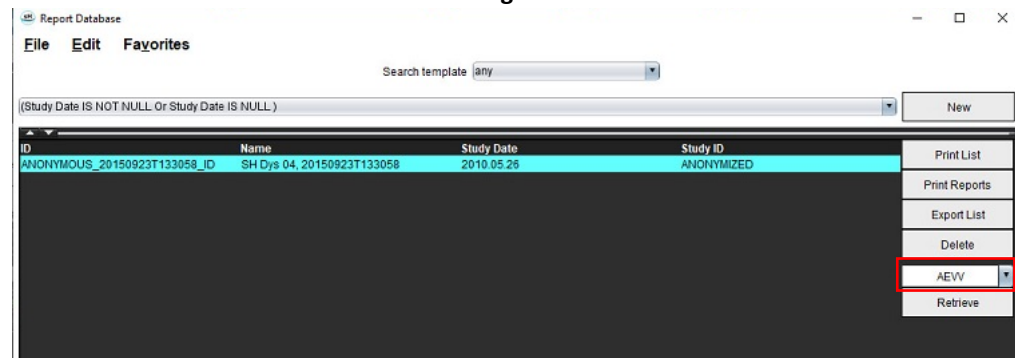 Report Database
File Edit Favorites
Search template any
(Study Date IS NOT NULL Or Study Date IS NULL )
New
ID Name Study Date Study ID
ANONYMOUS_20150923T133058_ID SH Dys 04, 20150923T133058 2010.05.26 ANONYMIZED
Print List
Print Reports
Export List
Delete
AEVV
Retrieve